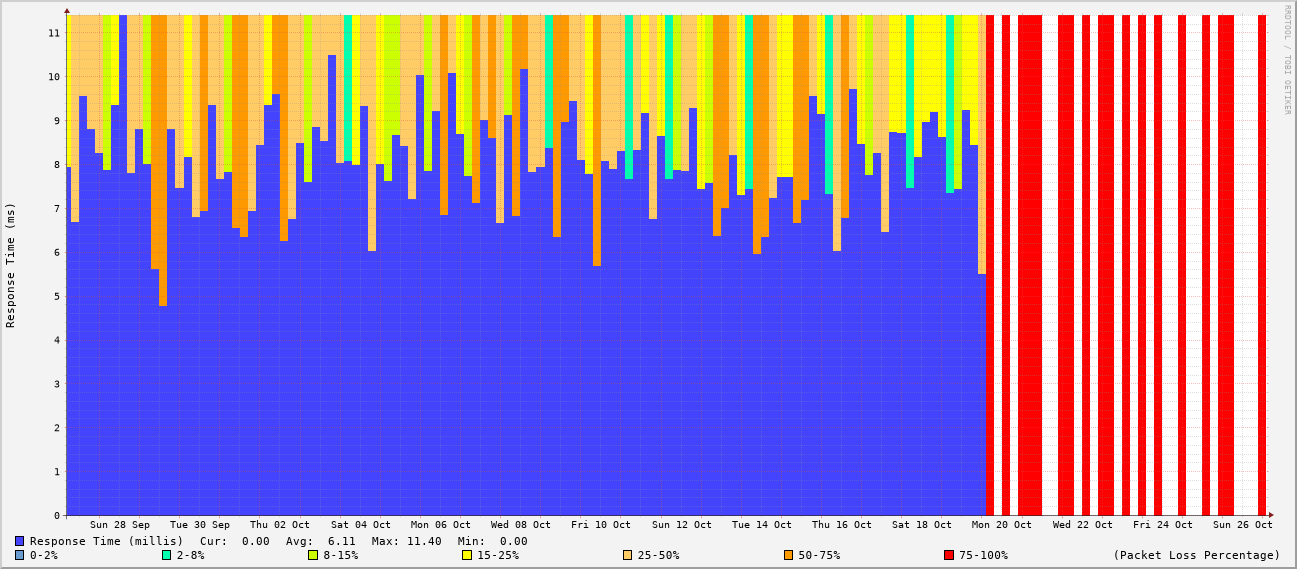 RRDTOOL / TOBI OETIKER
Response Time (ms)
11
10
9
8
7
6
5
4
3
2
1
0
Sun 28 Sep Tue 30 Sep Thu 02 Oct Sat 04 Oct Mon 06 Oct Wed 08 Oct Fri 10 Oct Sun 12 Oct Tue 14 Oct Thu 16 Oct Sat 18 Oct Mon 20 Oct Wed 22 Oct Fri 24 Oct Sun 26 Oct
Response Time (millis) Cur: 0.00 Avg: 6.11 Max: 11.40 Min: 0.00
0-2% 2-8% 8-15% 15-25% 25-50% 50-75% 75-100% (Packet Loss Percentage)